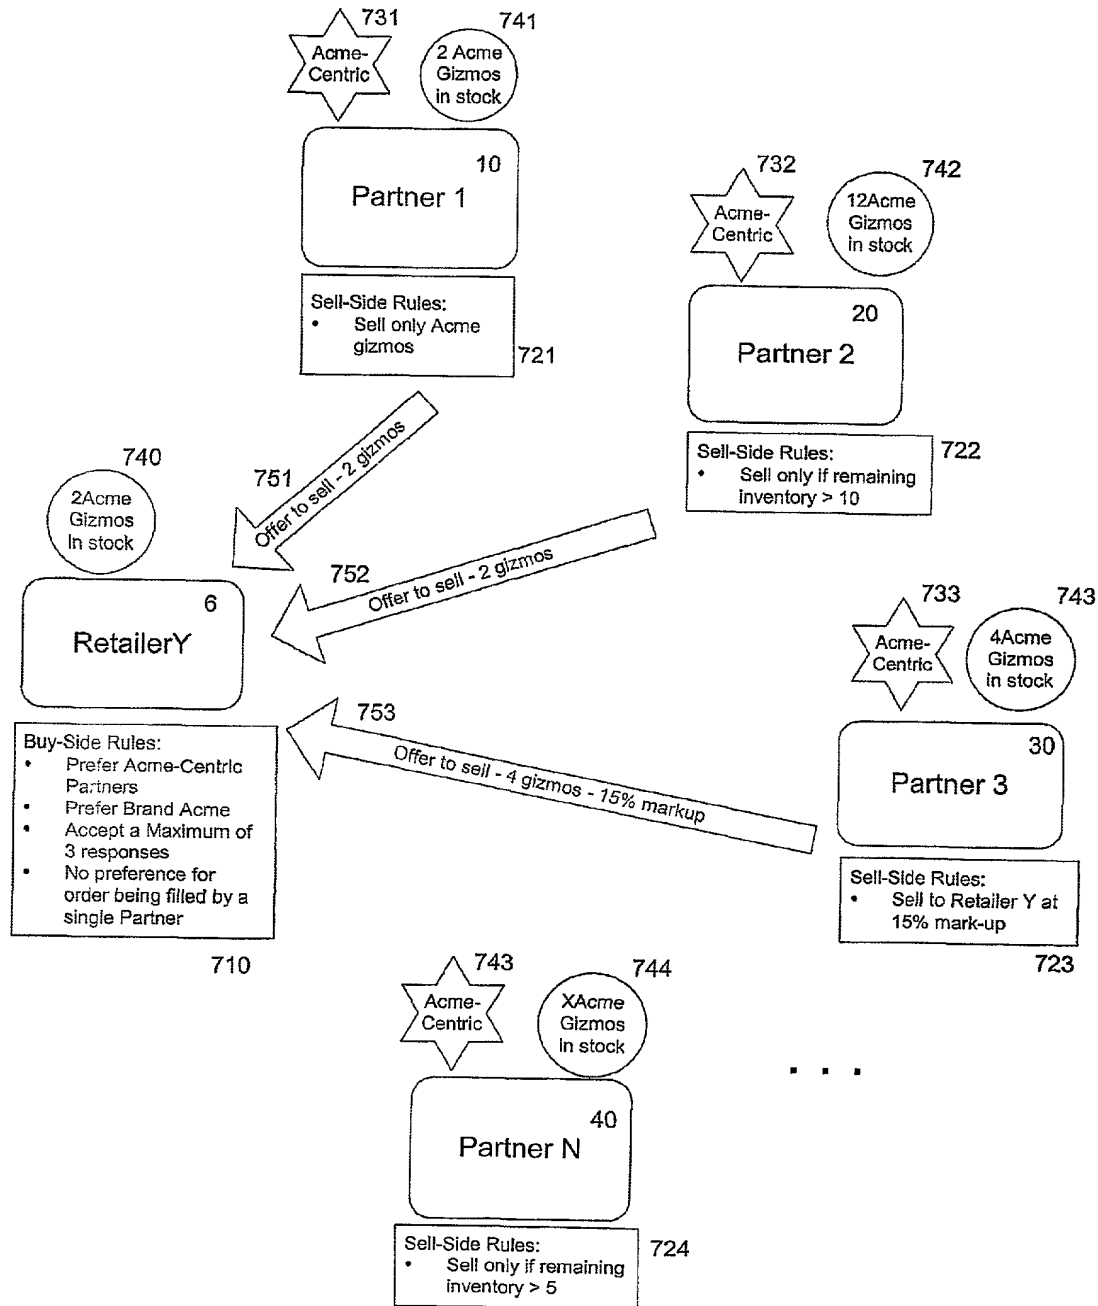 731
Acme-
Centric
741
2 Acme
Gizmos
in stock
10
Partner 1
Sell-Side Rules:
• Sell only Acme
gizmos
721
732
Acme-
Centric
742
12Acme
Gizmos
in stock
20
Partner 2
Sell-Side Rules:
• Sell only if remaining
inventory > 10
722
740
2Acme
Gizmos
In stock
751
Offer to sell - 2 gizmos
752
Offer to sell - 2 gizmos
6
RetailerY
753
Offer to sell - 4 gizmos - 15% markup
Buy-Side Rules:
• Prefer Acme-Centric
Partners
• Prefer Brand Acme
• Accept a Maximum of
3 responses
• No preference for
order being filled by a
single Partner
710
733
Acme-
Centric
743
4Acme
Gizmos
in stock
30
Partner 3
Sell-Side Rules:
• Sell to Retailer Y at
15% mark-up
723
743
Acme-
Centric
744
XAcme
Gizmos
In stock
. . .
40
Partner N
Sell-Side Rules:
• Sell only if remaining
inventory > 5
724